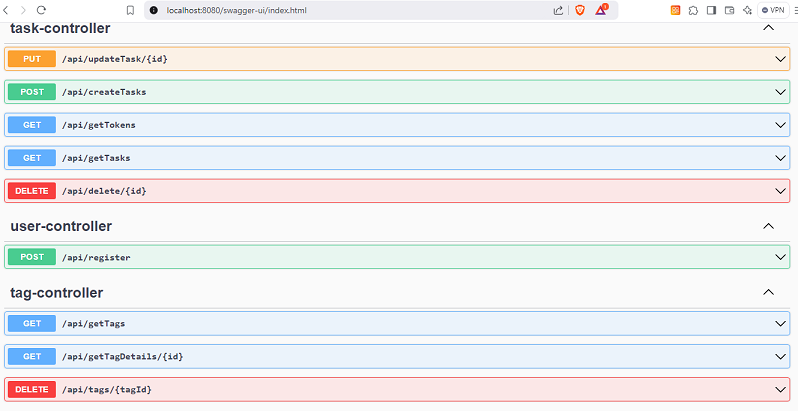 localhost:8080/swagger-ui/index.html
1
VPN
task-controller
PUT /api/updateTask/{id}
POST /api/createTasks
GET /api/getTokens
GET /api/getTasks
DELETE /api/delete/{id}
user-controller
POST /api/register
tag-controller
GET /api/getTags
GET /api/getTagDetails/{id}
DELETE /api/tags/{tagId}